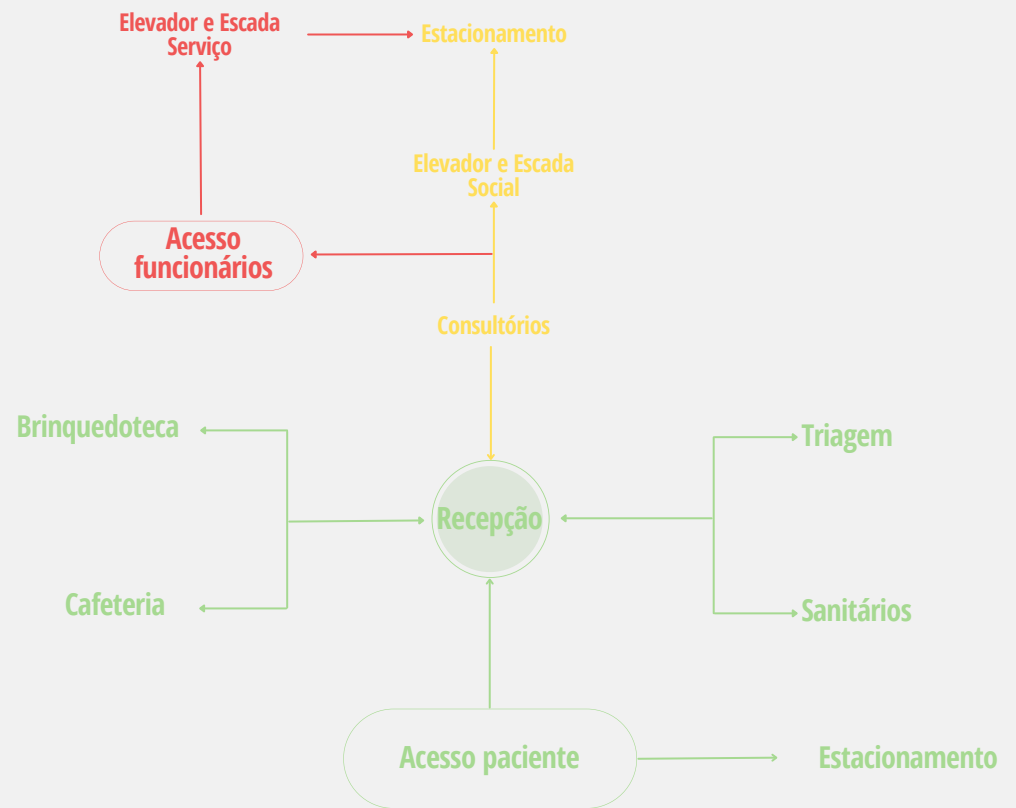 Elevador e Escada
Serviço
Estacionamento
Elevador e Escada
Social
Acesso
funcionários
Consultórios
Brinquedoteca
Triagem
Recepção
Cafeteria
Sanitários
Acesso paciente
Estacionamento